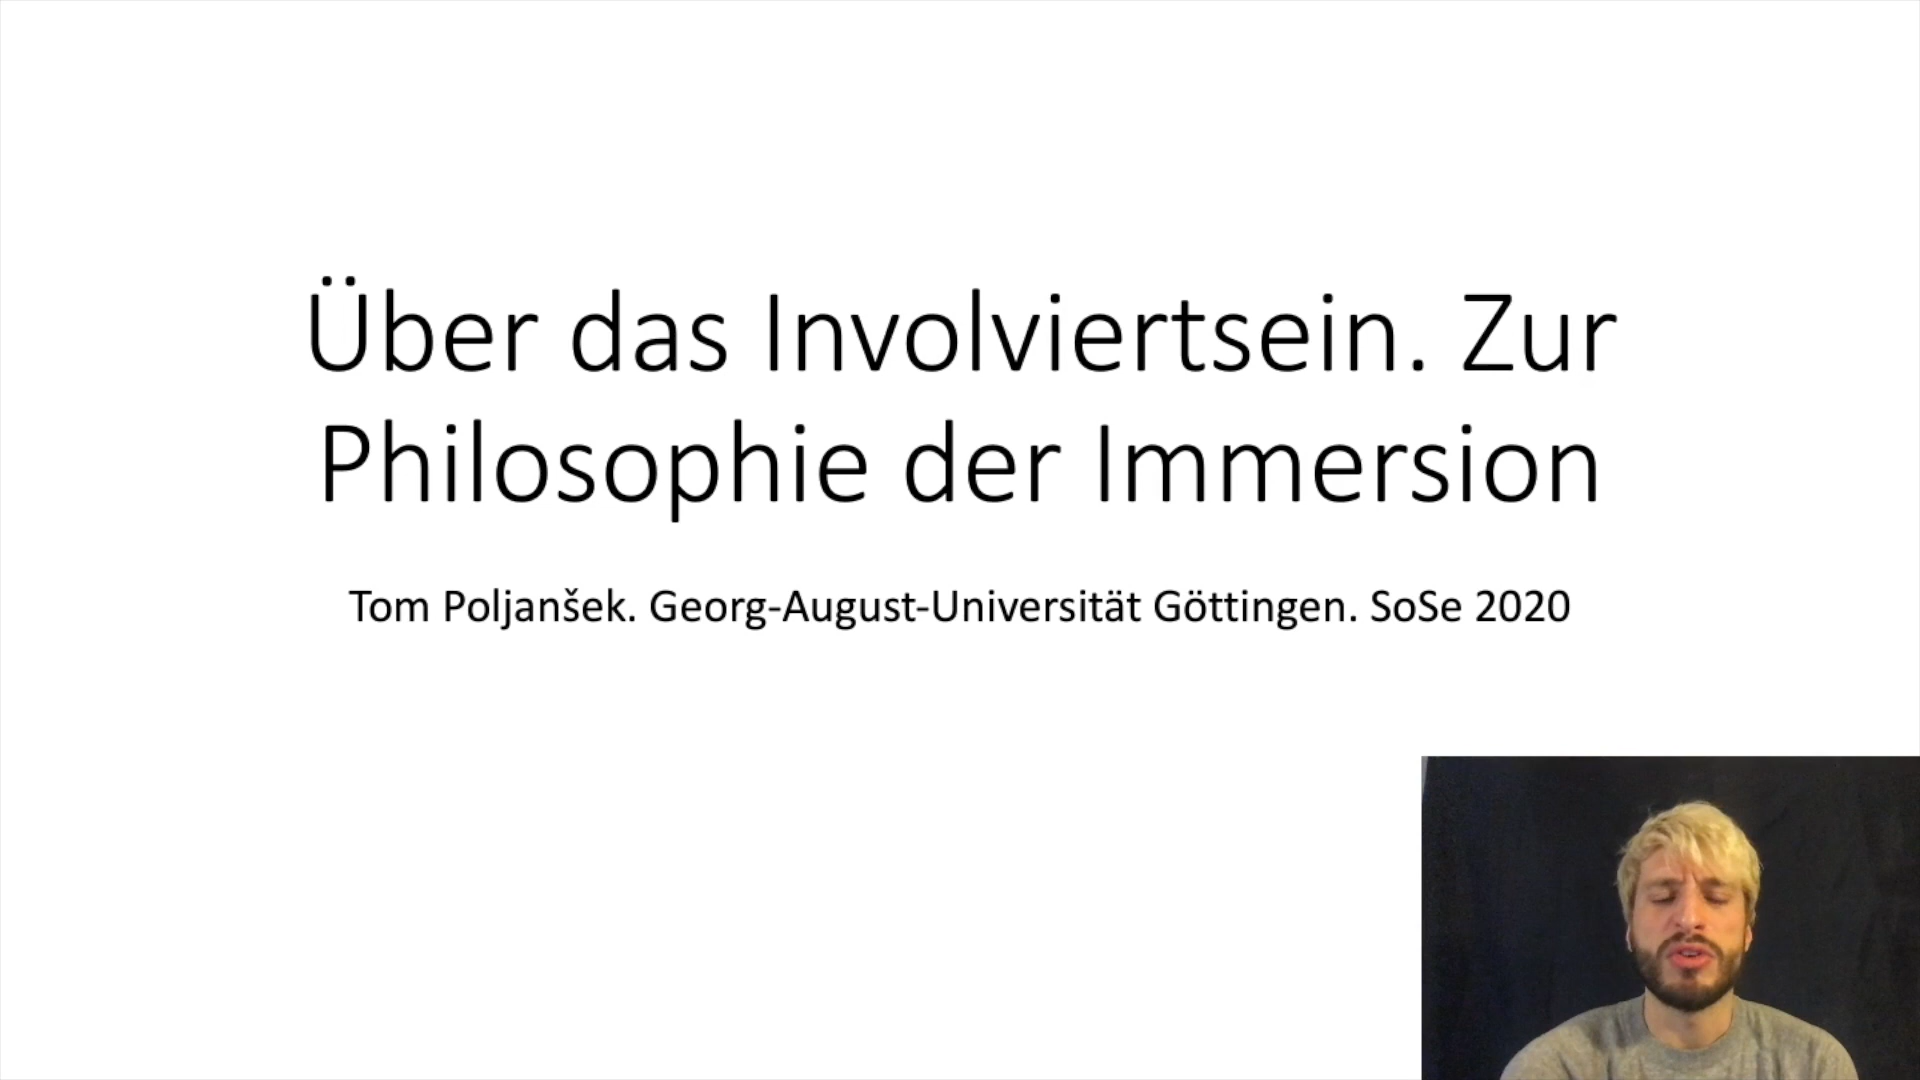 Über das Involviertsein. Zur
Philosophie der Immersion
Tom Poljanšek. Georg-August-Universität Göttingen. SoSe 2020